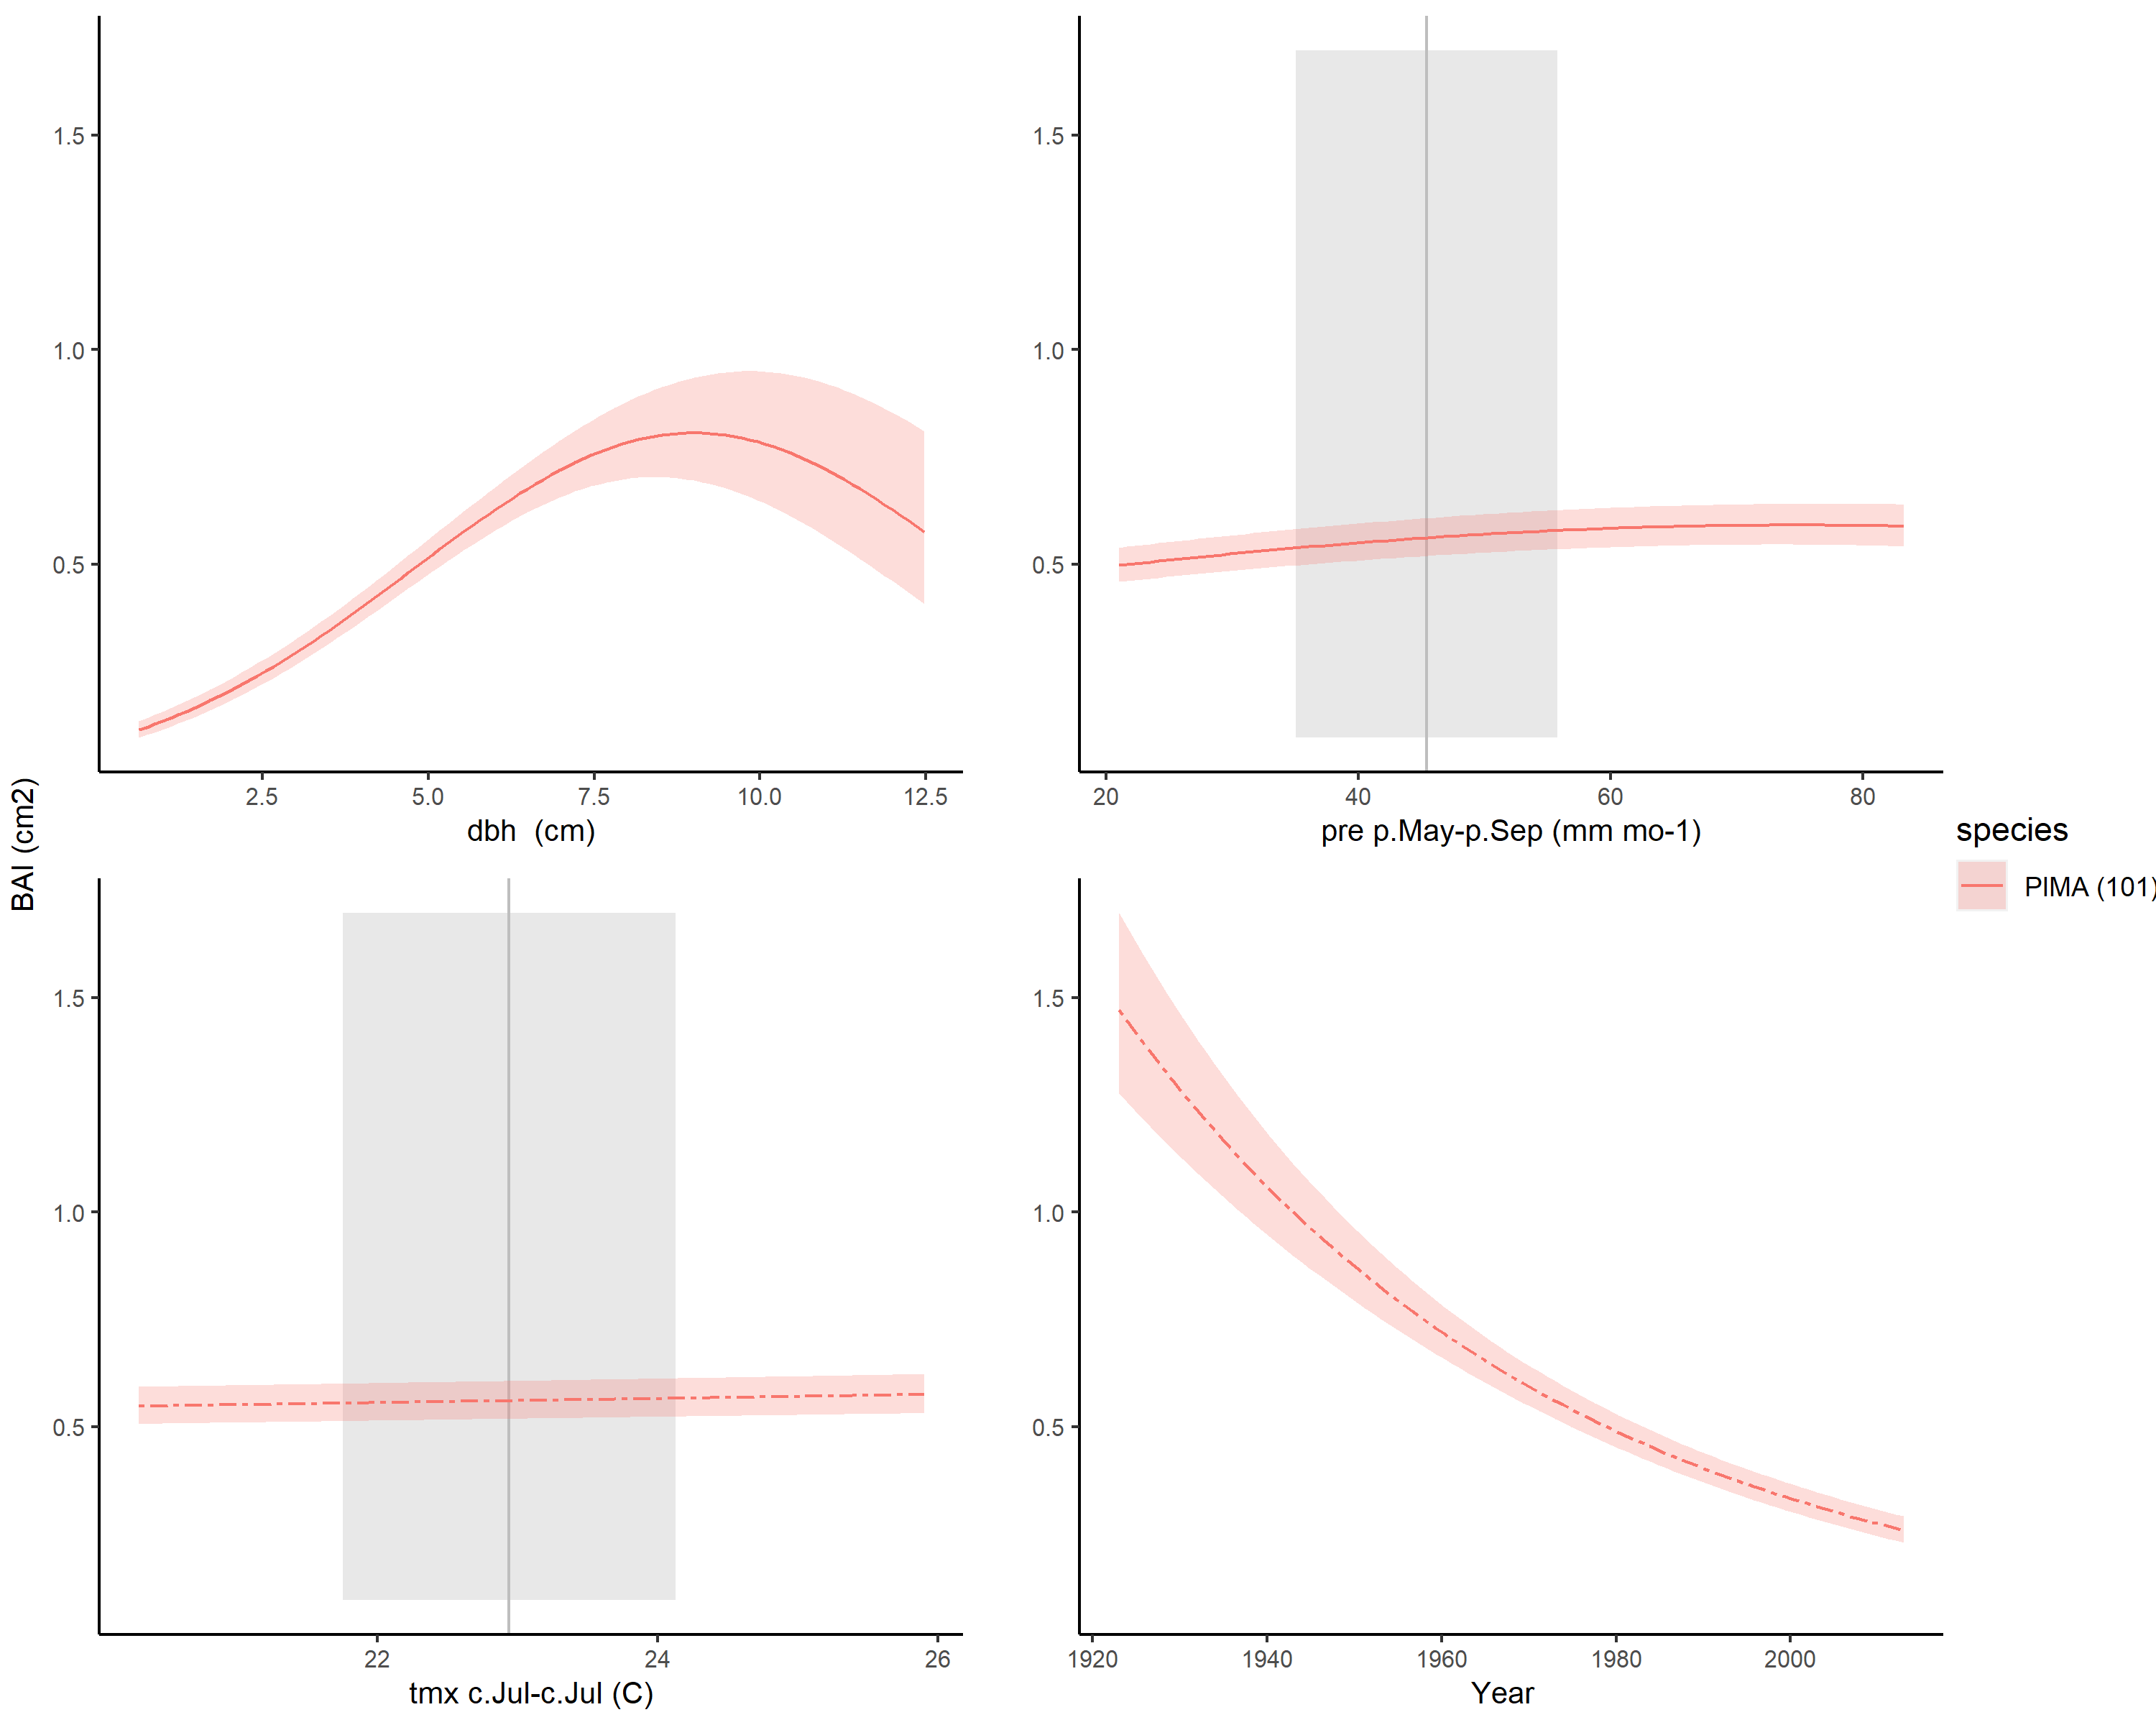 1.5
1.0
0.5
2.5 5.0 7.5 10.0 12.5
dbh  (cm)
1.5
1.0
0.5
20 40 60 80
pre p.May-p.Sep (mm mo-1)
BAI (cm2)
1.5
1.0
0.5
22 24 26
tmx c.Jul-c.Jul (C)
1.5
1.0
0.5
1920 1940 1960 1980 2000
Year
species
PIMA (101)